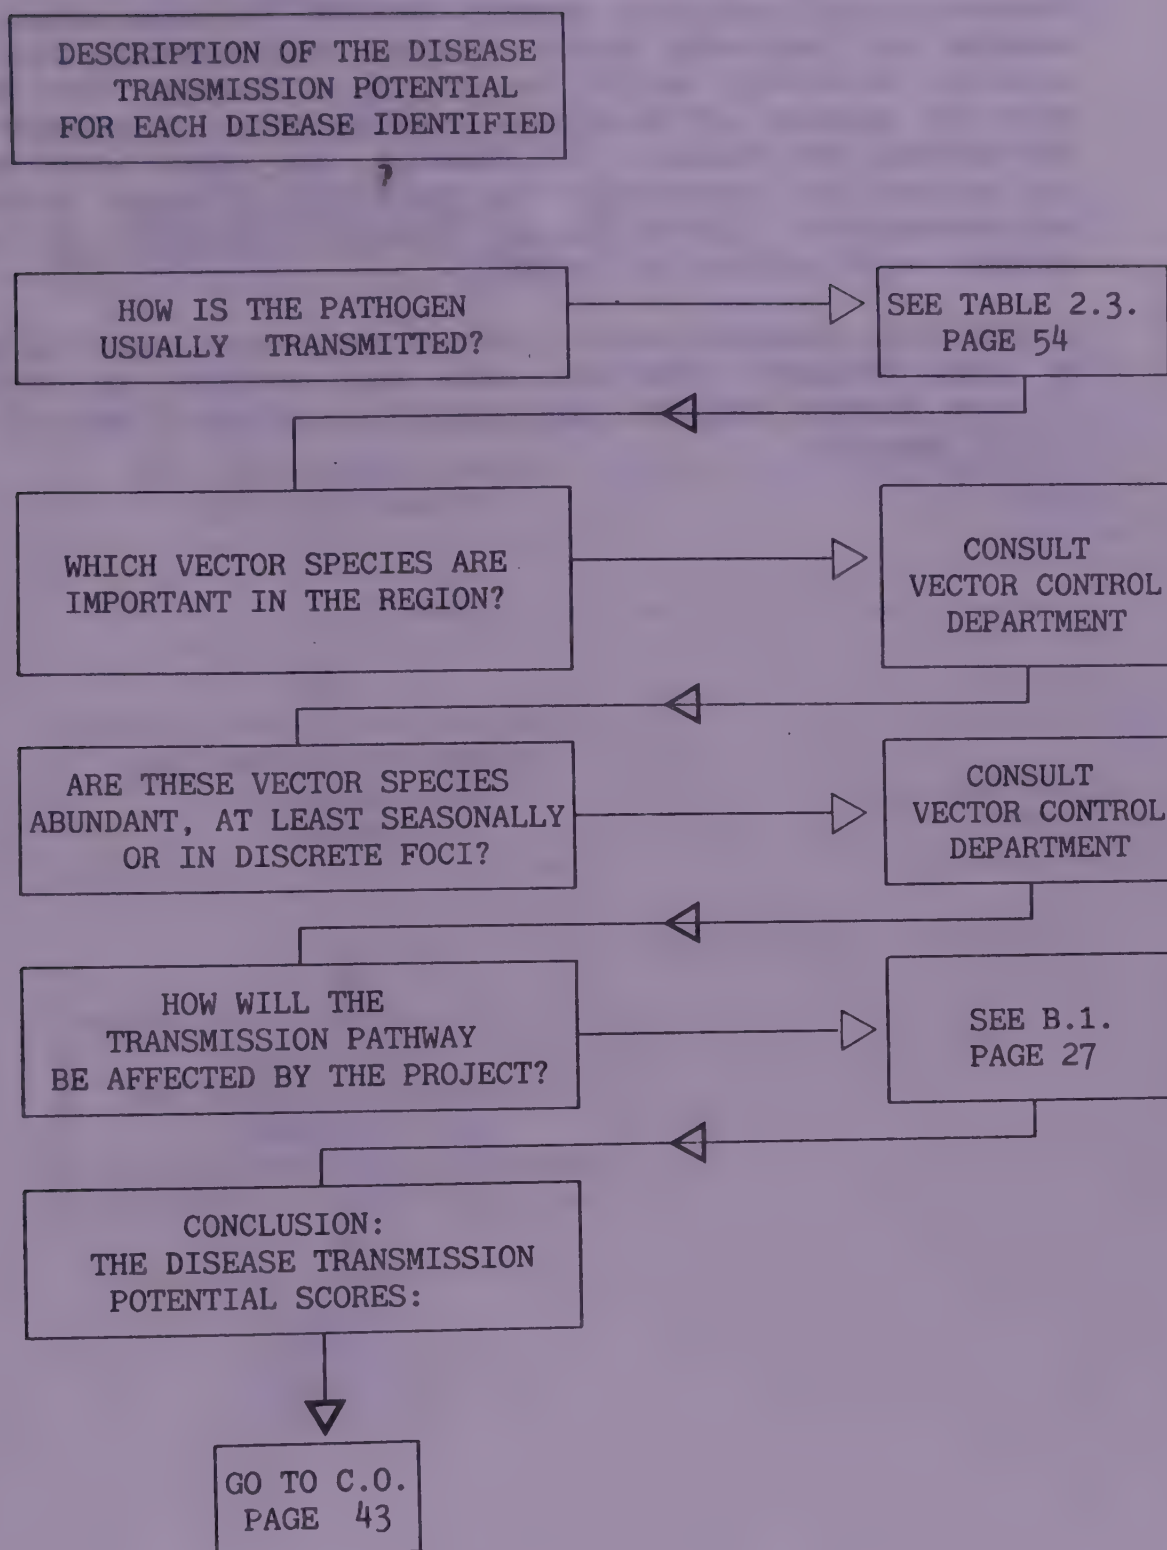 DESCRIPTION OF THE DISEASE
TRANSMISSION POTENTIAL
FOR EACH DISEASE IDENTIFIED
HOW IS THE PATHOGEN
USUALLY TRANSMITTED?
SEE TABLE 2.3.
PAGE 54
WHICH VECTOR SPECIES ARE
IMPORTANT IN THE REGION?
CONSULT
VECTOR CONTROL
DEPARTMENT
ARE THESE VECTOR SPECIES
ABUNDANT, AT LEAST SEASONALLY
OR IN DISCRETE FOCI?
CONSULT
VECTOR CONTROL
DEPARTMENT
HOW WILL THE
TRANSMISSION PATHWAY
BE AFFECTED BY THE PROJECT?
SEE B.1.
PAGE 27
CONCLUSION:
THE DISEASE TRANSMISSION
POTENTIAL SCORES:
GO TO C.O.
PAGE 43